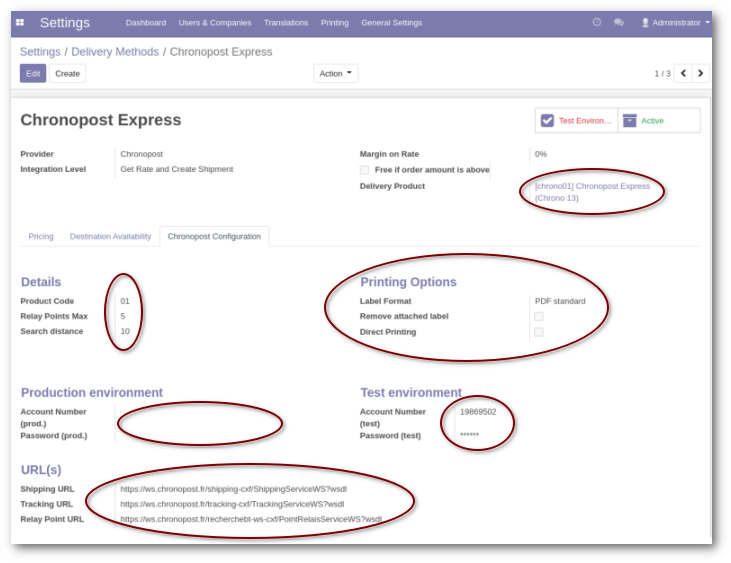 Settings Dashboard Users & Companies Translations Printing General Settings Administrator
Settings / Delivery Methods / Chronopost Express
Edit Create Action 1 / 3
Chronopost Express
Test Environ... Active
Provider Chronopost
Integration Level Get Rate and Create Shipment
Margin on Rate 0%
Free if order amount is above
Delivery Product [chrono01] Chronopost Express
(Chrono 13)
Pricing Destination Availability Chronopost Configuration
Details
Product Code 01
Relay Points Max 5
Search distance 10
Printing Options
Label Format PDF standard
Remove attached label
Direct Printing
Production environment
Account Number
(prod.)
Password (prod.)
Test environment
Account Number 19869502
(test)
Password (test) ******
URL(s)
Shipping URL https://ws.chronopost.fr/shipping-cxf/ShippingServiceWS?wsdl
Tracking URL https://ws.chronopost.fr/tracking-cxf/TrackingServiceWS?wsdl
Relay Point URL https://ws.chronopost.fr/recherchebt-ws-cxf/PointRelaisServiceWS?wsdl